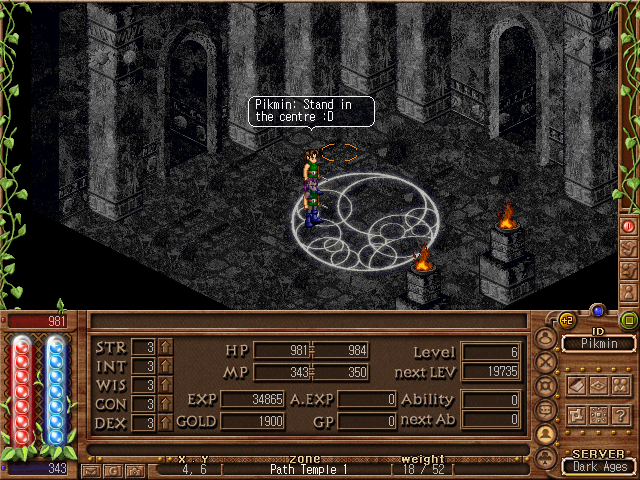 Pikmin: Stand in
the centre :D
981
+2
ID
Pikmin
STR 3
INT 3
WIS 3
CON 3
DEX 3
HP 981 984
MP 343 350
EXP 34865 A.EXP 0
GOLD 1900 GP 0
Level 6
next LEV 19735
Ability 0
next Ab 0
G
?
343
x, y zone weight
4, 6 Path Temple 1 18 / 52
SERVER
Dark Ages